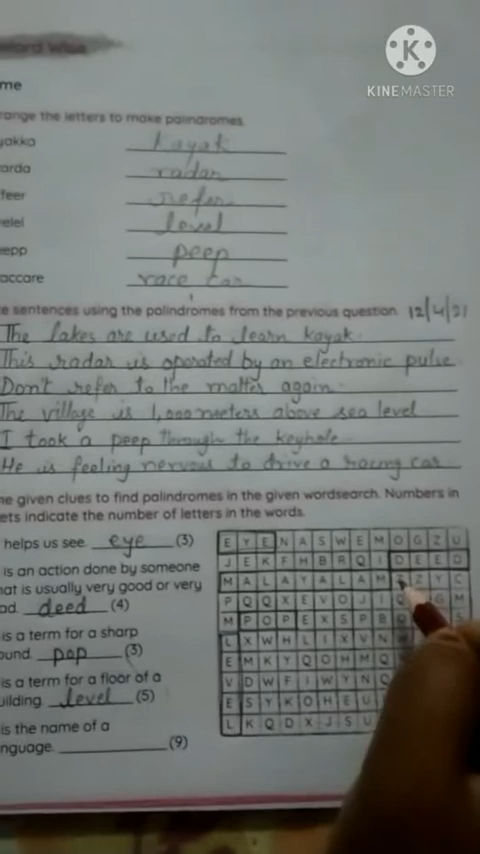 Word Wise
KINEMASTER
me
range the letters to make palindromes.
yakka kayak
arda radar
feer refer
elel level
epp peep
accare race car
e sentences using the palindromes from the previous question. 12/4/21
The lakes are used to learn kayak.
This radar is operated by an electronic pulse
Don't refer to the matter again.
The village is 1,000 meters above sea level
I took a peep through the keyhole.
He is feeling nervous to drive a racing car
he given clues to find palindromes in the given wordsearch. Numbers in
ets indicate the number of letters in the words.
helps us see. eye (3)
is an action done by someone
hat is usually very good or very
ad. deed (4)
is a term for a sharp
ound. pop (3)
is a term for a floor of a
uilding. level (5)
is the name of a
nguage. (9)
E Y E N A S W E M O G Z U
J E K F H B R Q I D E E D
M A L A Y A L A M Z Y C
P Q Q X E V O J I Q G M
M P O P E X S P B Q S
L X W H L I X V N
E M K Y Q O H M Q
V D W F I W Y N Q
E S Y K O H E U
L K Q D X J S U